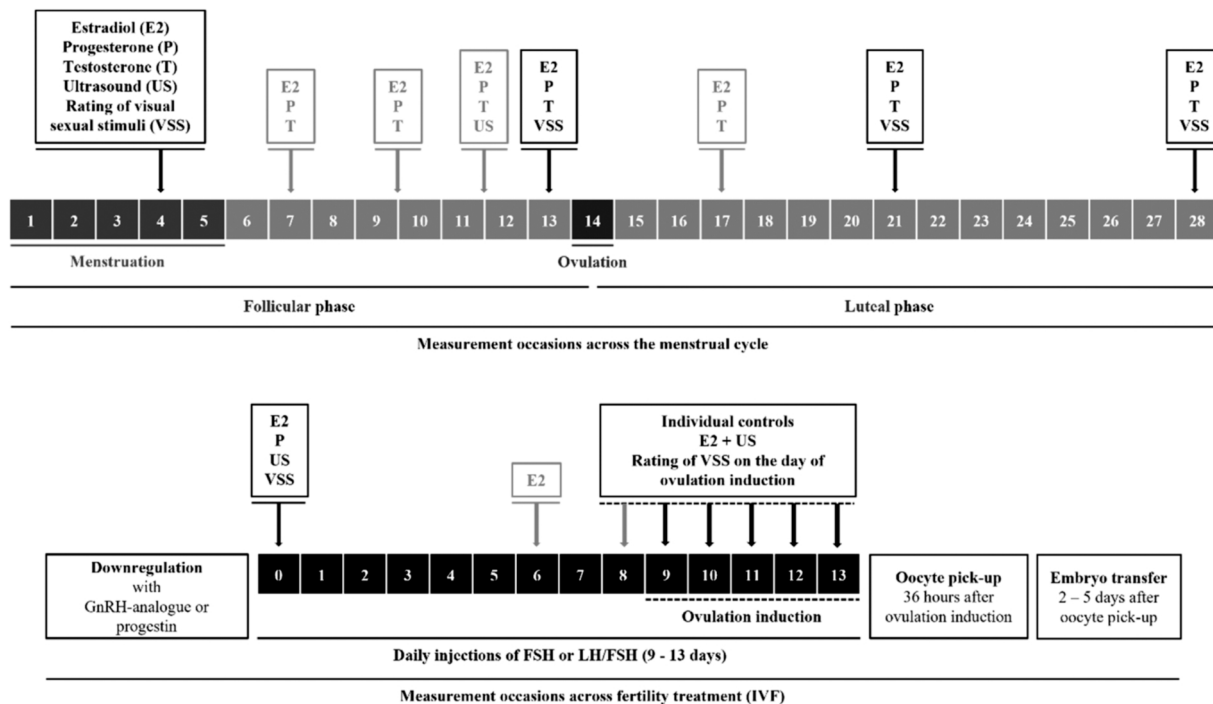 Estradiol (E2)
Progesterone (P)
Testosterone (T)
Ultrasound (US)
Rating of visual
sexual stimuli (VSS)
E2
P
T
E2
P
T
E2
P
T
US
E2
P
T
VSS
E2
P
T
E2
P
T
VSS
E2
P
T
VSS
1 2 3 4 5 6 7 8 9 10 11 12 13 14 15 16 17 18 19 20 21 22 23 24 25 26 27 28
Menstruation
Ovulation
Follicular phase
Luteal phase
Measurement occasions across the menstrual cycle
E2
P
US
VSS
E2
Individual controls
E2 + US
Rating of VSS on the day of
ovulation induction
Downregulation
with
GnRH-analogue or
progestin
0 1 2 3 4 5 6 7 8 9 10 11 12 13
Ovulation induction
Oocyte pick-up
36 hours after
ovulation induction
Embryo transfer
2 – 5 days after
oocyte pick-up
Daily injections of FSH or LH/FSH (9 - 13 days)
Measurement occasions across fertility treatment (IVF)